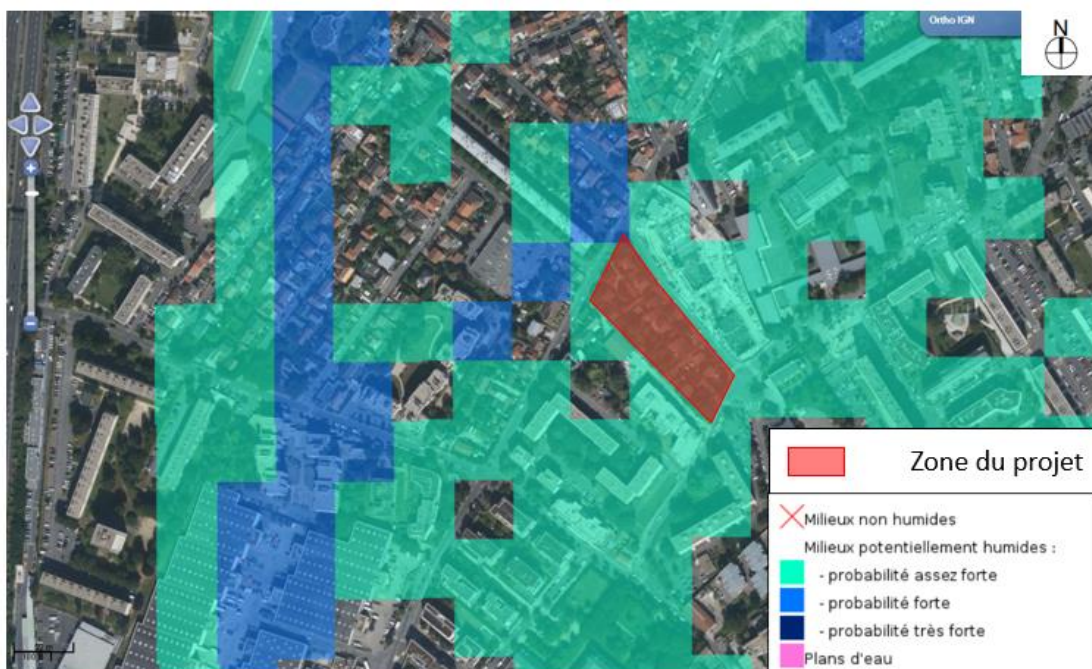 Ortho IGN
N
Zone du projet
Milieux non humides
Milieux potentiellement humides :
- probabilité assez forte
- probabilité forte
- probabilité très forte
Plans d'eau